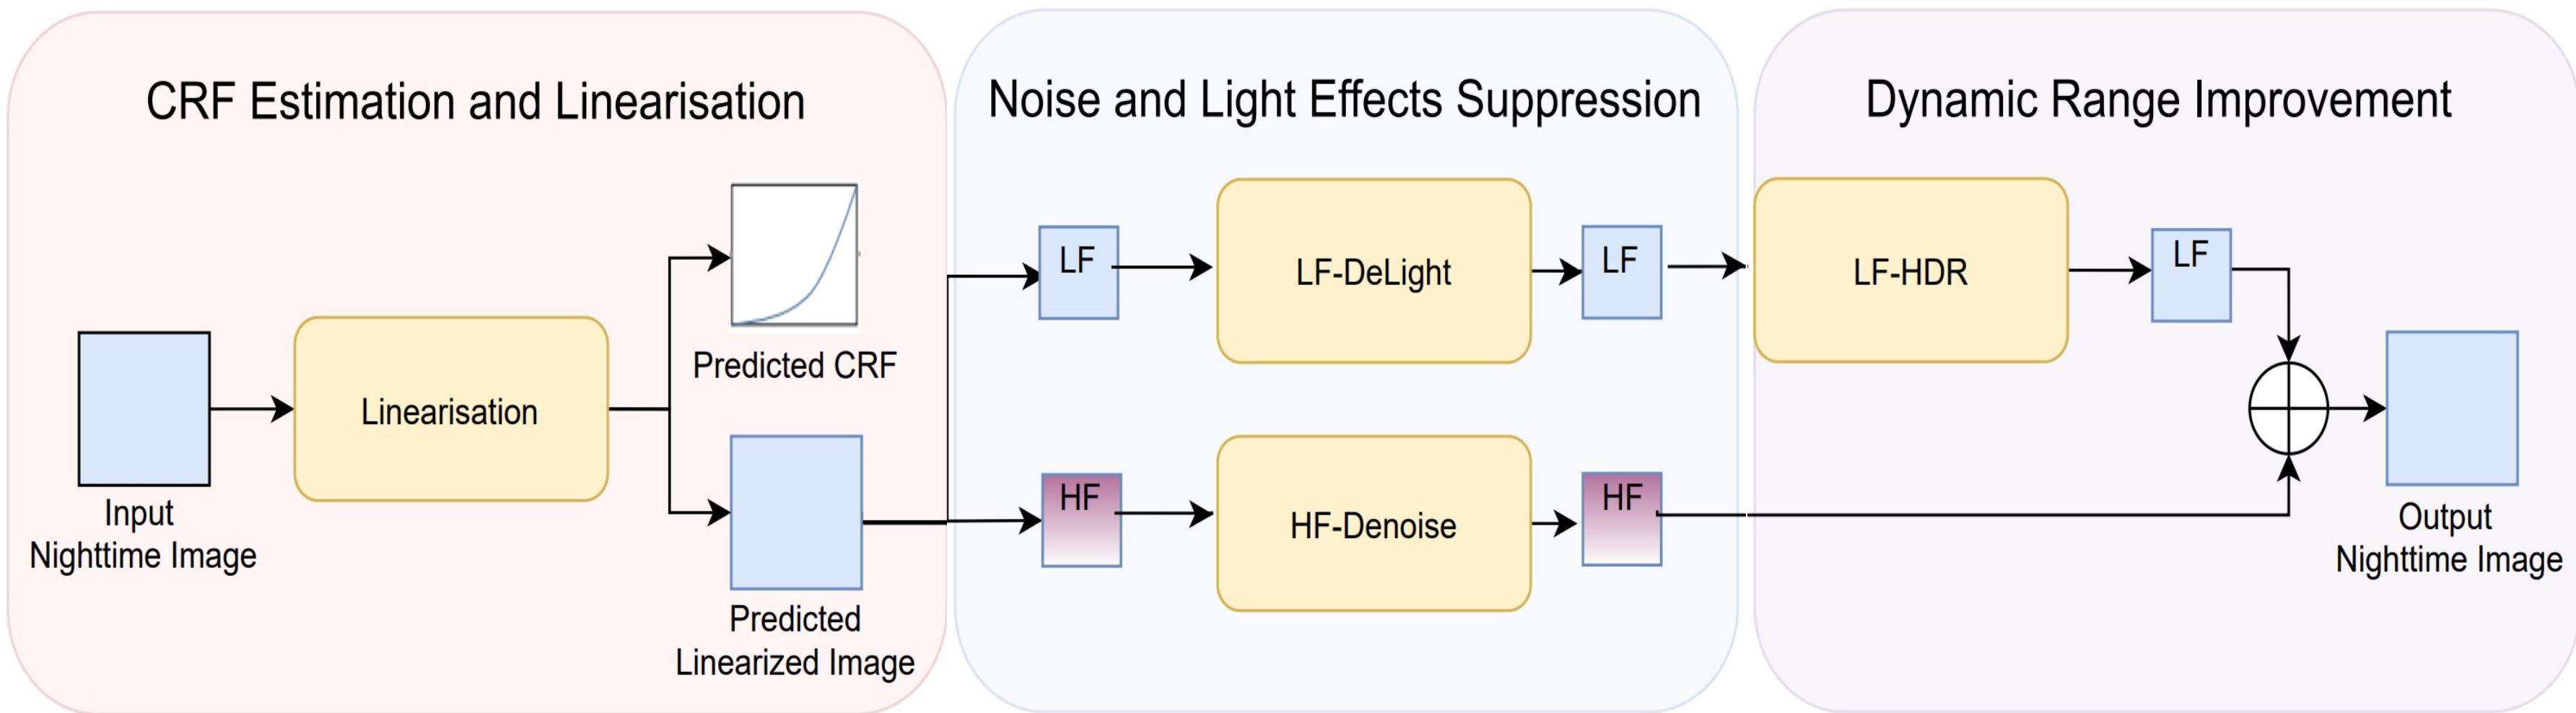 CRF Estimation and Linearisation
Input
Nighttime Image
Linearisation
Predicted CRF
Predicted
Linearized Image
Noise and Light Effects Suppression
LF
LF-DeLight
LF
HF
HF-Denoise
HF
Dynamic Range Improvement
LF-HDR
LF
Output
Nighttime Image